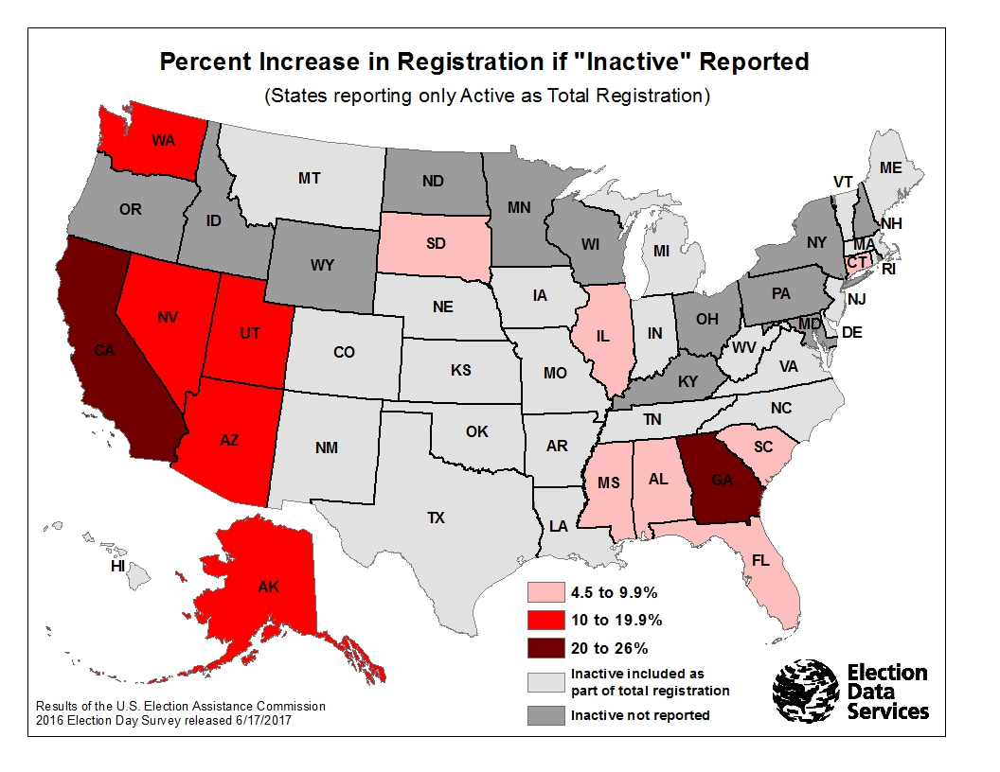 Percent Increase in Registration if "Inactive" Reported
(States reporting only Active as Total Registration)
WA
MT
ND
MN
VT
ME
OR
ID
WY
SD
WI
MI
NY
NH
MA
CT
RI
CA
NV
UT
CO
NE
KS
IA
MO
IL
IN
OH
PA
NJ
MD
DE
WV
VA
KY
TN
NC
AZ
NM
OK
AR
MS
AL
GA
SC
TX
LA
FL
HI
AK
4.5 to 9.9%
10 to 19.9%
20 to 26%
Inactive included as
part of total registration
Inactive not reported
Results of the U.S. Election Assistance Commission
2016 Election Day Survey released 6/17/2017
Election
Data
Services